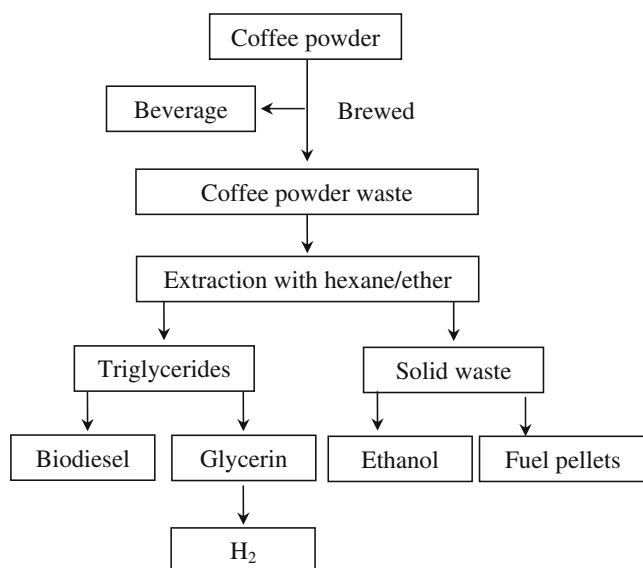 Coffee powder
Beverage
Brewed
Coffee powder waste
Extraction with hexane/ether
Triglycerides
Solid waste
Biodiesel
Glycerin
Ethanol
Fuel pellets
H₂